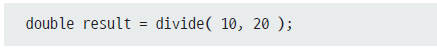 double result = divide( 10, 20 );